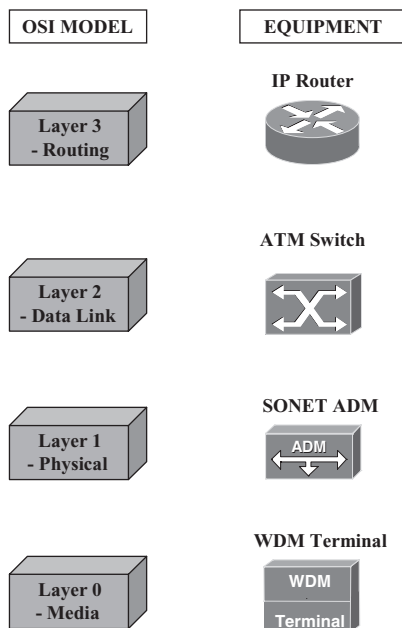 OSI MODEL
EQUIPMENT
Layer 3
- Routing
IP Router
Layer 2
- Data Link
ATM Switch
Layer 1
- Physical
SONET ADM
ADM
Layer 0
- Media
WDM Terminal
WDM
Terminal